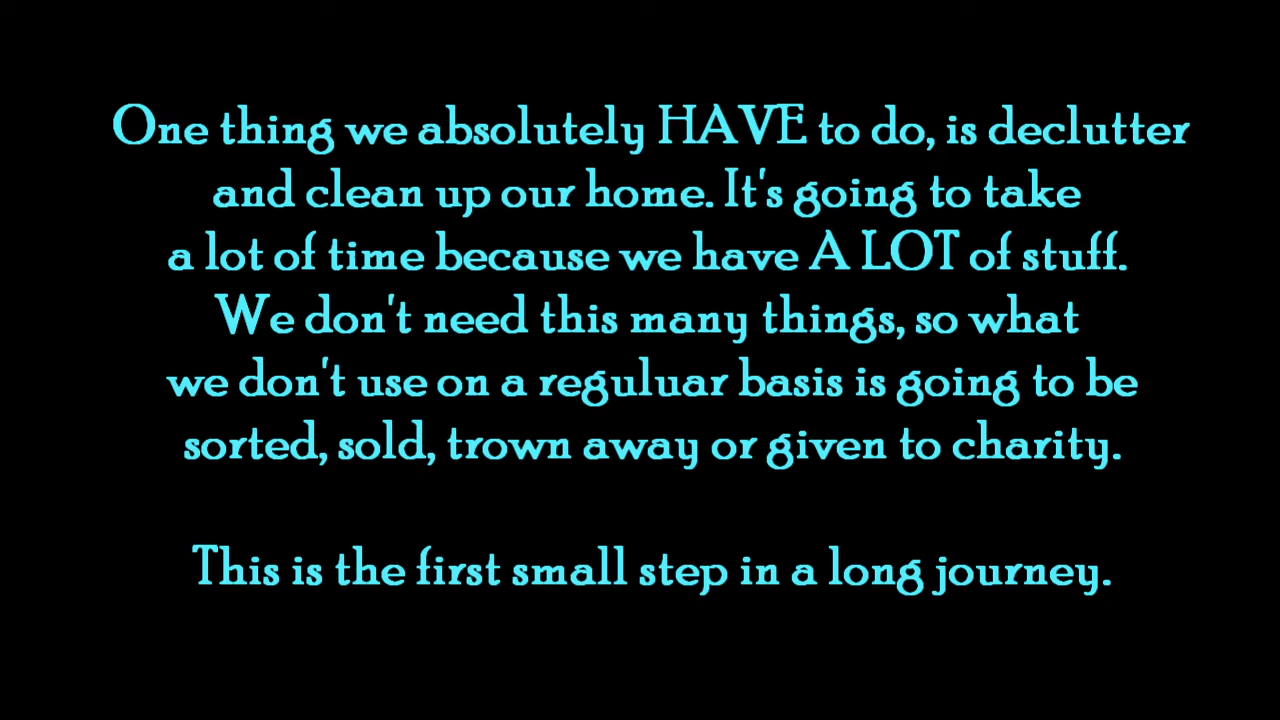 One thing we absolutely HAVE to do, is declutter
and clean up our home. It's going to take
a lot of time because we have A LOT of stuff.
We don't need this many things, so what
we don't use on a reguluar basis is going to be
sorted, sold, trown away or given to charity.
This is the first small step in a long journey.